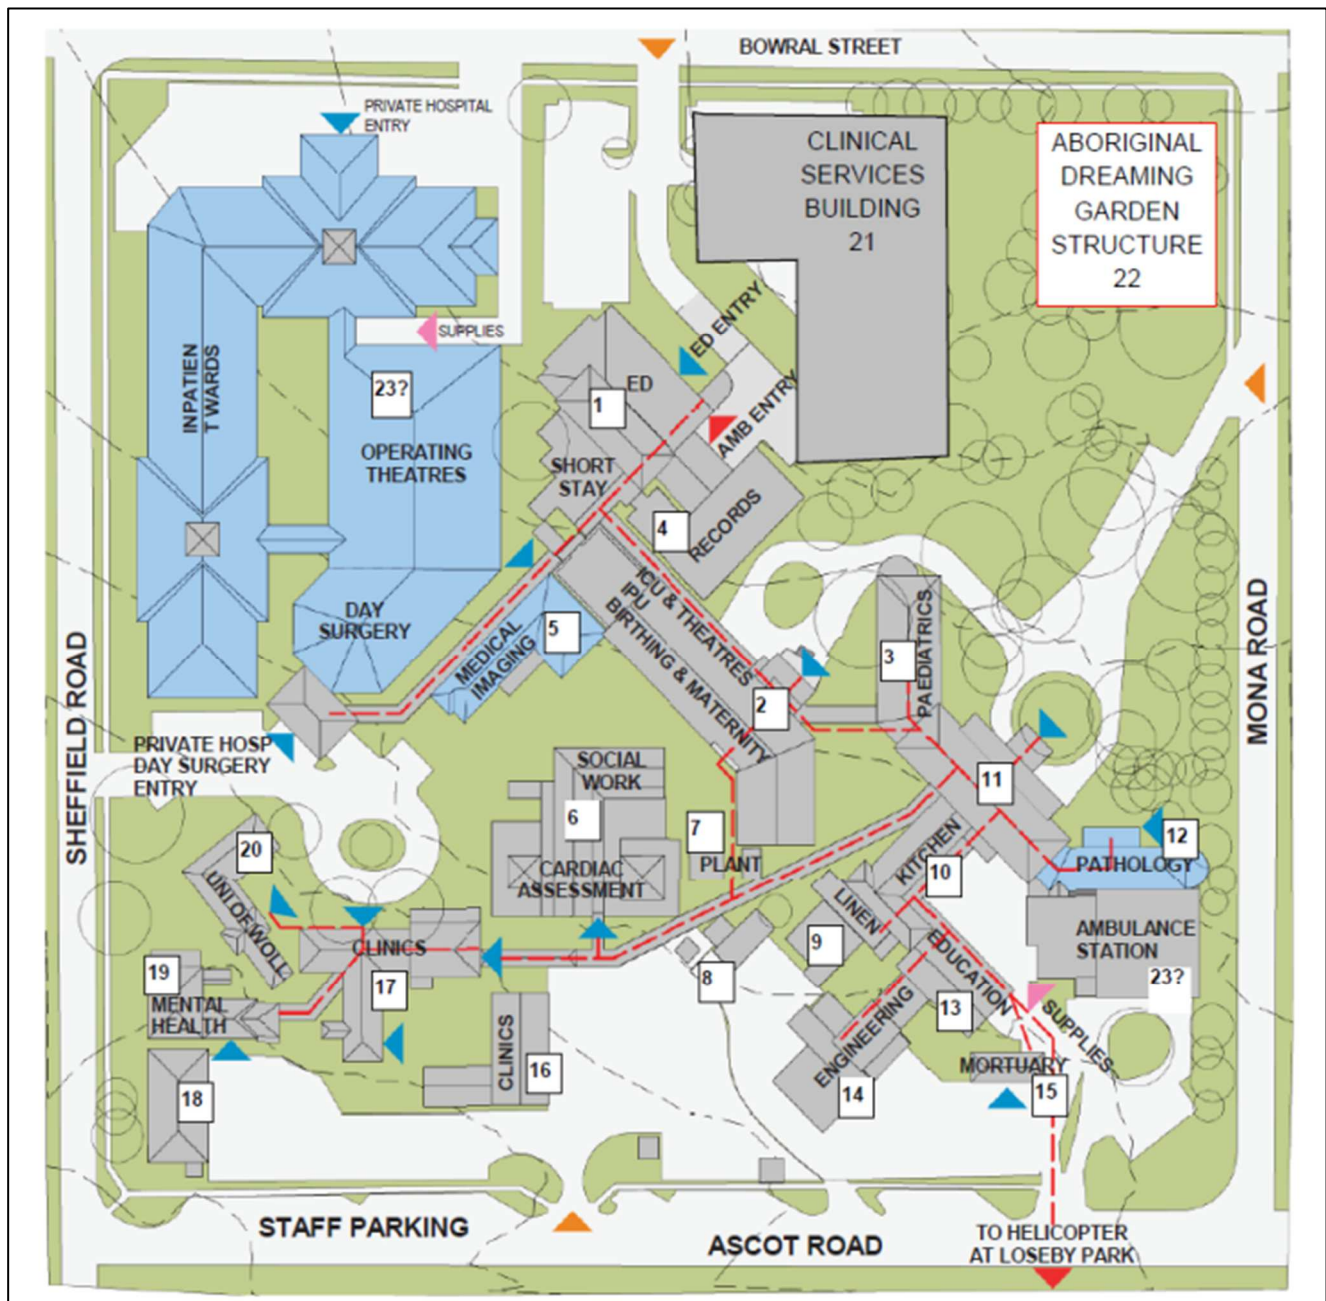 BOWRAL STREET
PRIVATE HOSPITAL
ENTRY
CLINICAL
SERVICES
BUILDING
21
ABORIGINAL
DREAMING
GARDEN
STRUCTURE
22
SUPPLIES
ED ENTRY
INPATIEN
T WARDS
23?
OPERATING
THEATRES
ED
1
AMB ENTRY
SHORT
STAY
4
RECORDS
ICU & THEATRES
IPU
BIRTHING & MATERNITY
DAY
SURGERY
MEDICAL
IMAGING
5
3
PAEDIATRICS
2
SHEFFIELD ROAD
MONA ROAD
PRIVATE HOSP
DAY SURGERY
ENTRY
SOCIAL
WORK
6
CARDIAC
ASSESSMENT
7
PLANT
11
12
PATHOLOGY
KITCHEN
10
LINEN
9
20
UNI OF WOLL
CLINICS
17
19
MENTAL
HEALTH
8
EDUCATION
13
AMBULANCE
STATION
23?
SUPPLIES
ENGINEERING
14
MORTUARY
15
CLINICS
16
18
STAFF PARKING
ASCOT ROAD
TO HELICOPTER
AT LOSEBY PARK